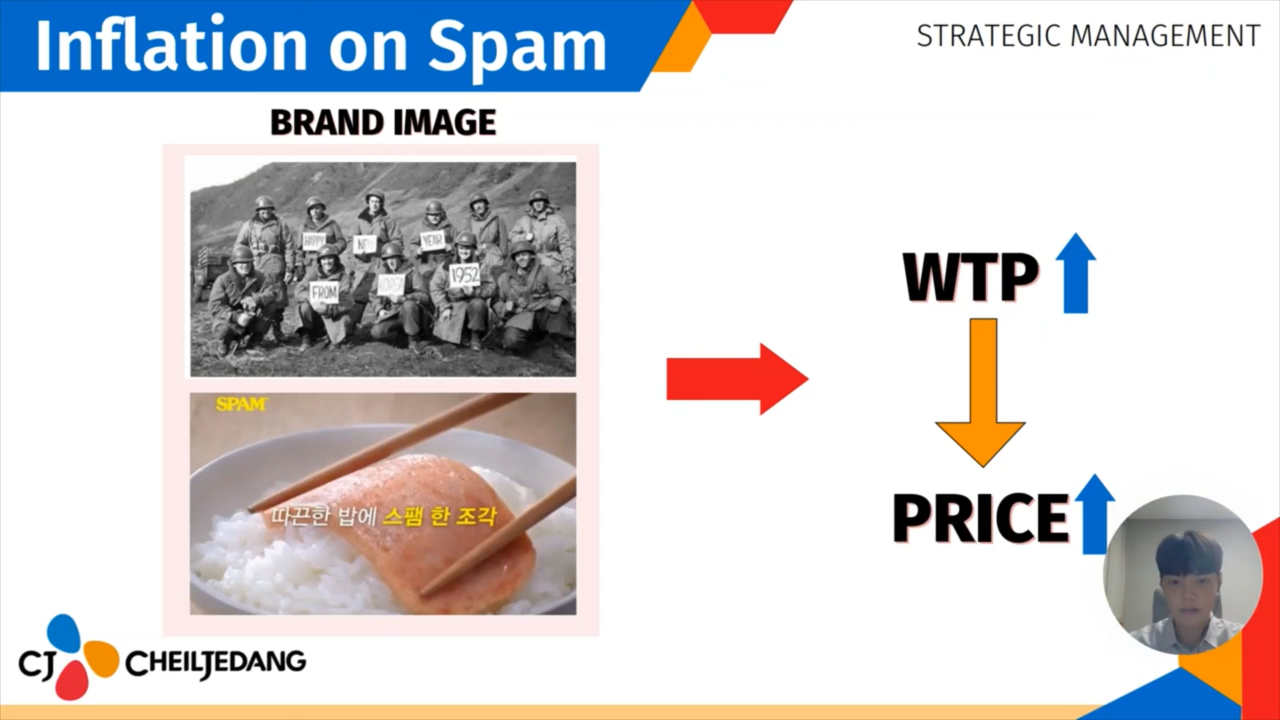 Inflation on Spam
STRATEGIC MANAGEMENT
BRAND IMAGE
HAPPY NEW YEAR
FROM KOREA 1952
SPAM
따끈한 밥에 스팸 한 조각
WTP
PRICE
CJ CHEILJEDANG